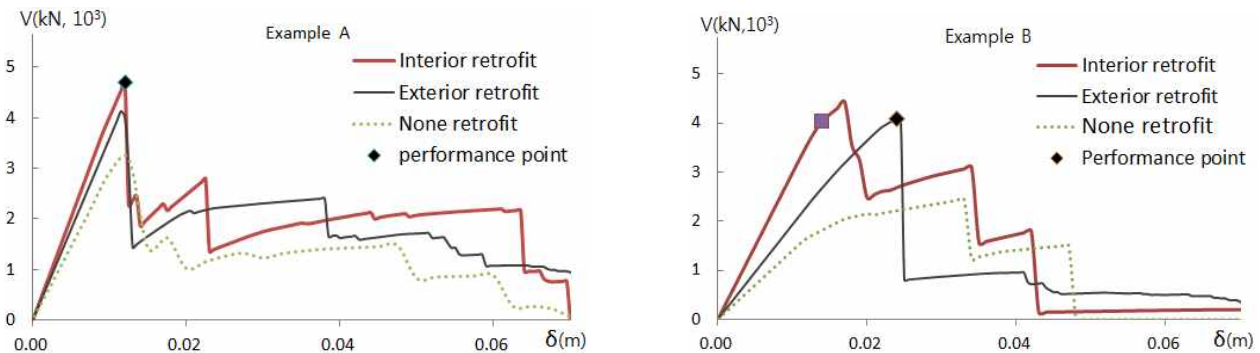 V(kN, 10³)
Example A
Interior retrofit
Exterior retrofit
None retrofit
performance point
5
4
3
2
1
0
0.00
0.02
0.04
0.06
δ(m)
V(kN,10³)
Example B
Interior retrofit
Exterior retrofit
None retrofit
Performance point
5
4
3
2
1
0
0.00
0.02
0.04
0.06
δ(m)